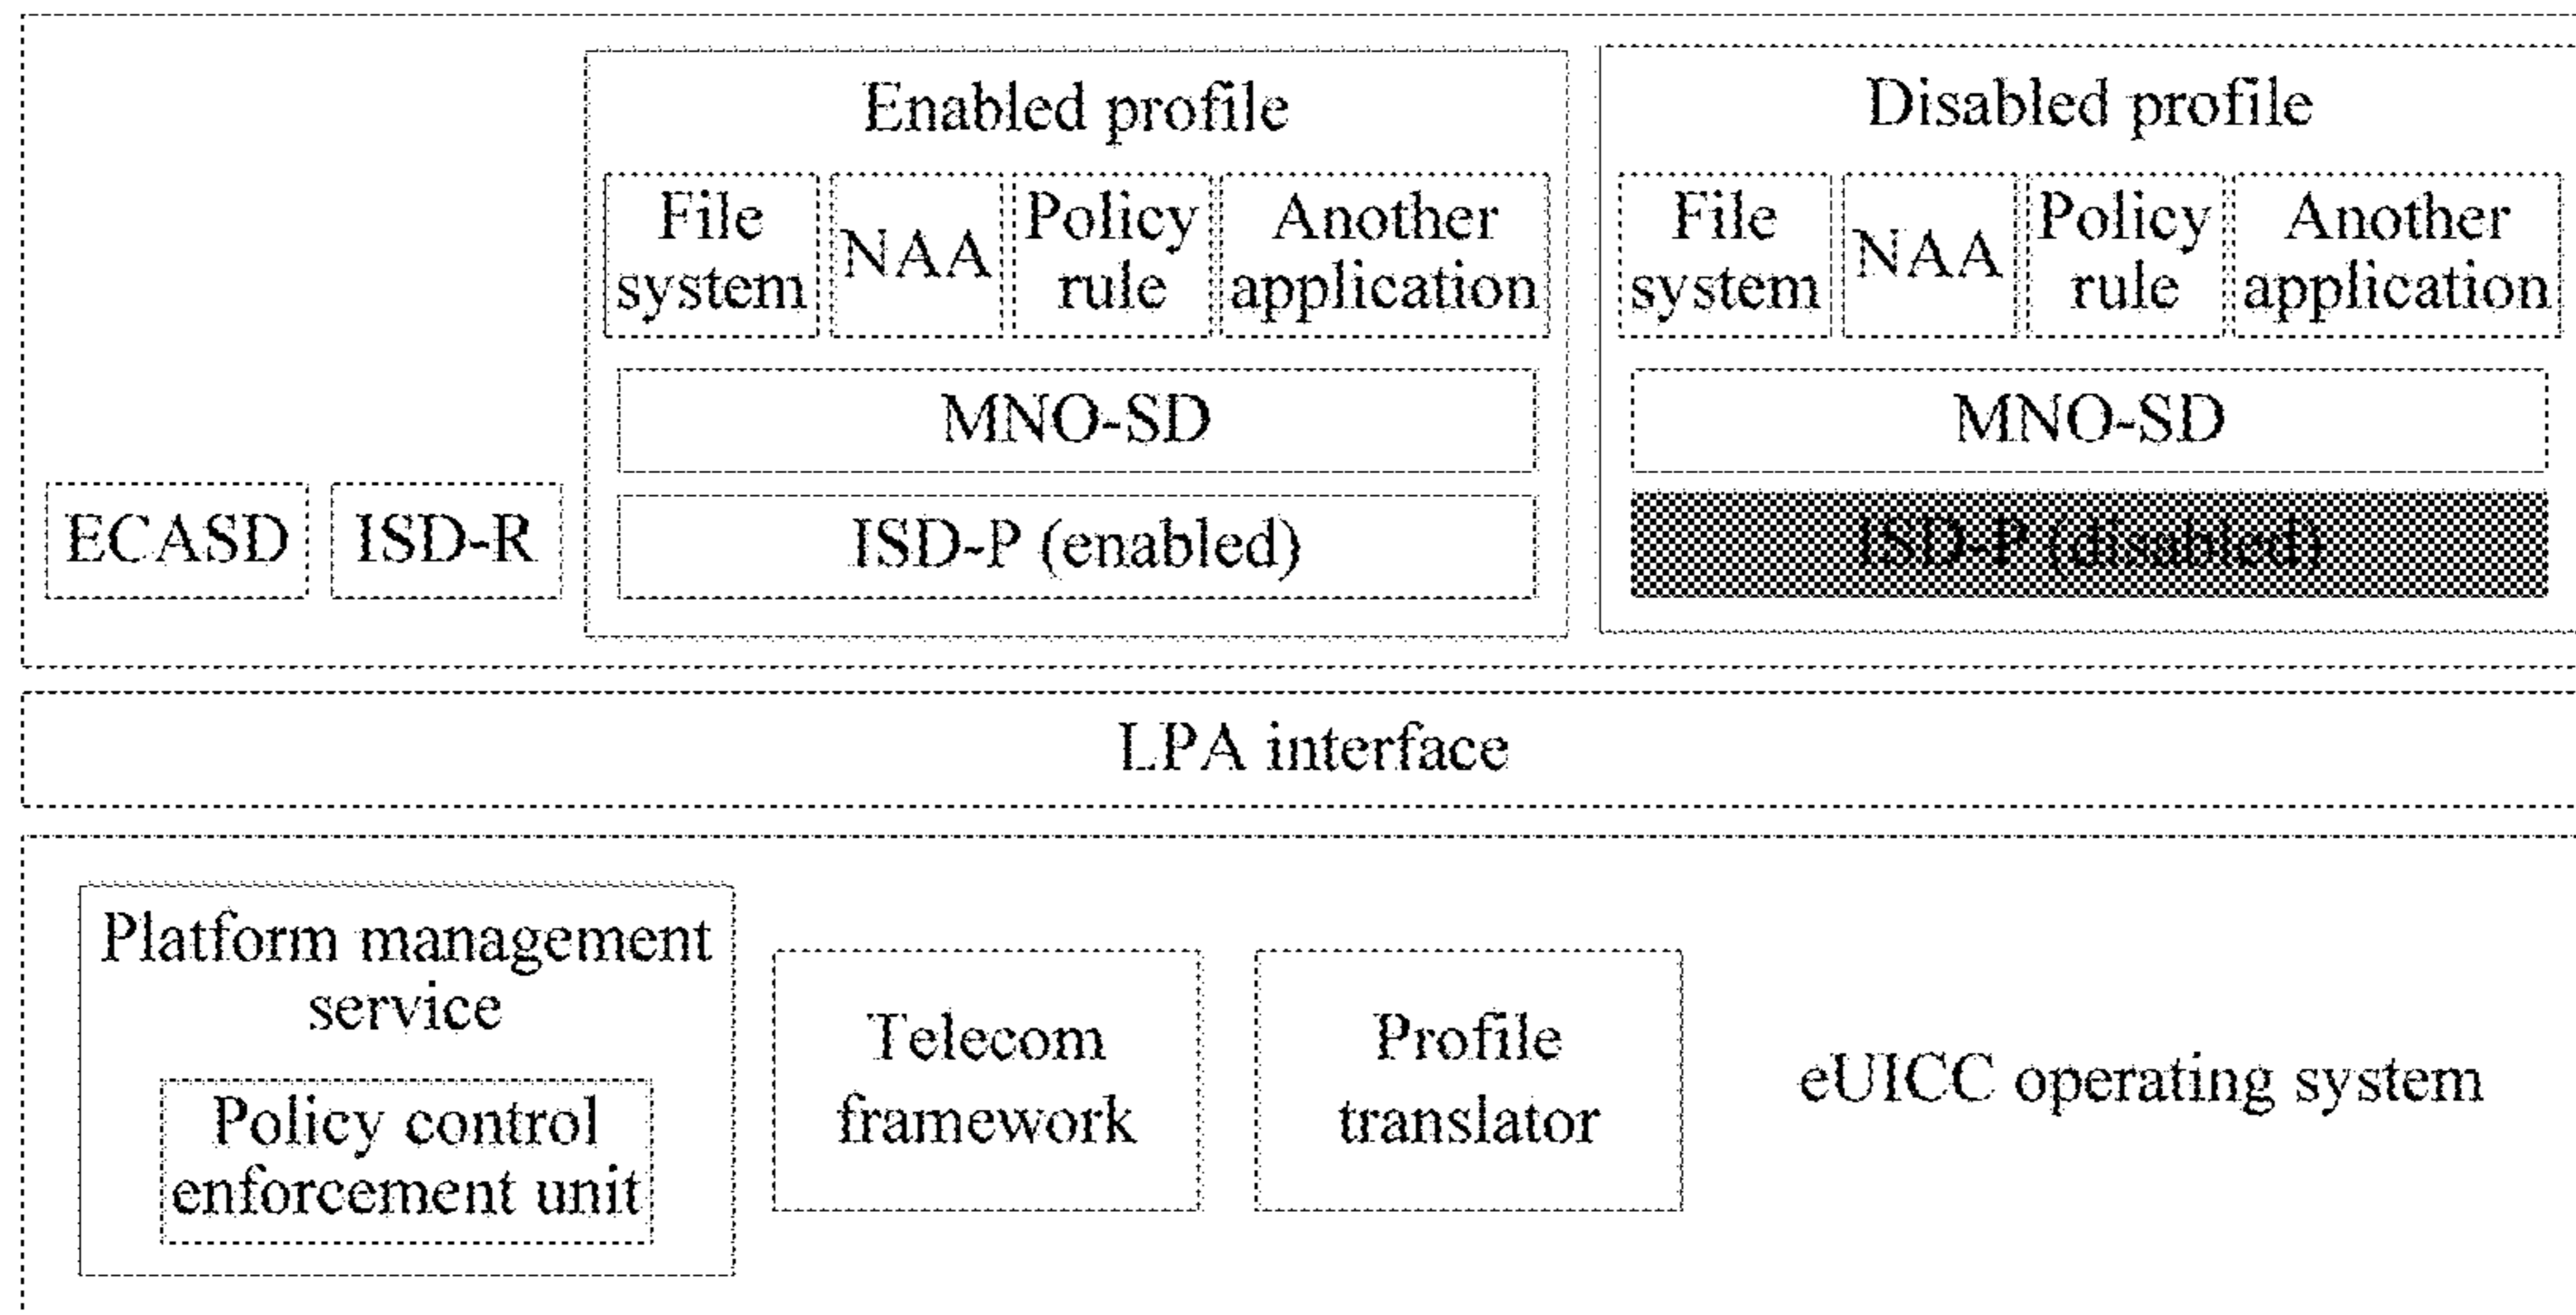 Enabled profile
File
system
NAA
Policy
rule
Another
application
MNO-SD
ISD-P (enabled)
Disabled profile
File
system
NAA
Policy
rule
Another
application
MNO-SD
ISD-P (disabled)
ECASD
ISD-R
LPA interface
Platform management
service
Policy control
enforcement unit
Telecom
framework
Profile
translator
eUICC operating system